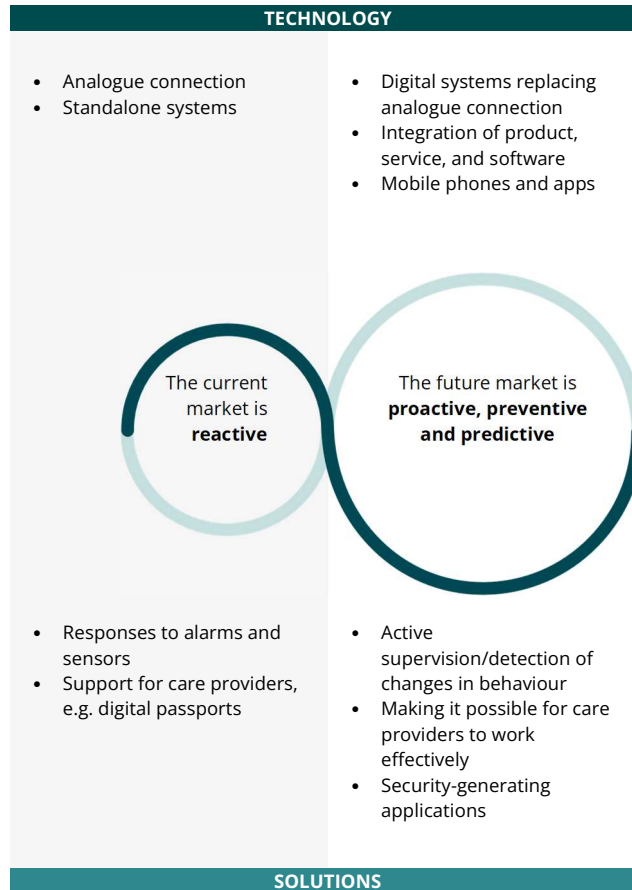 TECHNOLOGY
• Analogue connection
• Standalone systems
• Digital systems replacing
analogue connection
• Integration of product,
service, and software
• Mobile phones and apps
The current
market is
reactive
The future market is
proactive, preventive
and predictive
• Responses to alarms and
sensors
• Support for care providers,
e.g. digital passports
• Active
supervision/detection of
changes in behaviour
• Making it possible for care
providers to work
effectively
• Security-generating
applications
SOLUTIONS